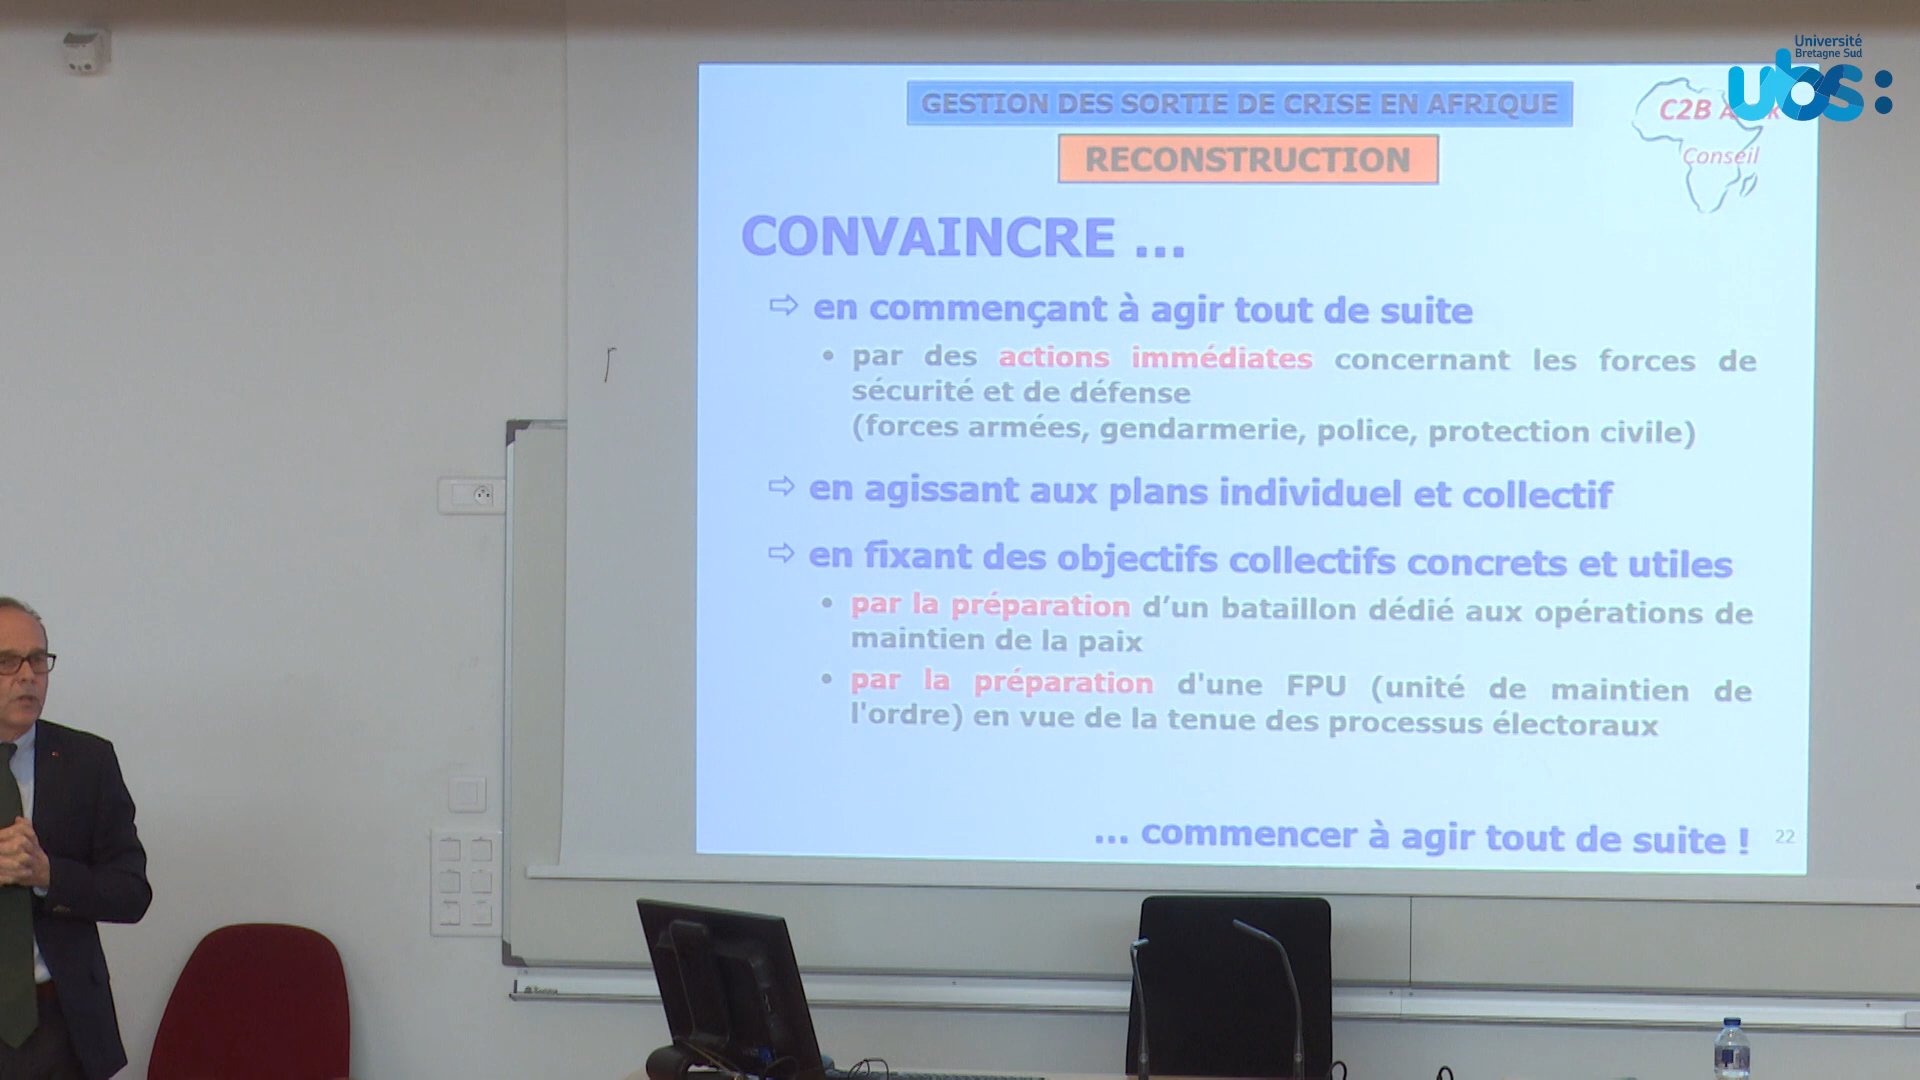 Université
Bretagne Sud
ubs:
GESTION DES SORTIE DE CRISE EN AFRIQUE
C2B
Conseil
RECONSTRUCTION
CONVAINCRE ...
⇨ en commençant à agir tout de suite
• par des actions immédiates concernant les forces de
sécurité et de défense
(forces armées, gendarmerie, police, protection civile)
⇨ en agissant aux plans individuel et collectif
⇨ en fixant des objectifs collectifs concrets et utiles
• par la préparation d’un bataillon dédié aux opérations de
maintien de la paix
• par la préparation d'une FPU (unité de maintien de
l'ordre) en vue de la tenue des processus électoraux
... commencer à agir tout de suite !
22